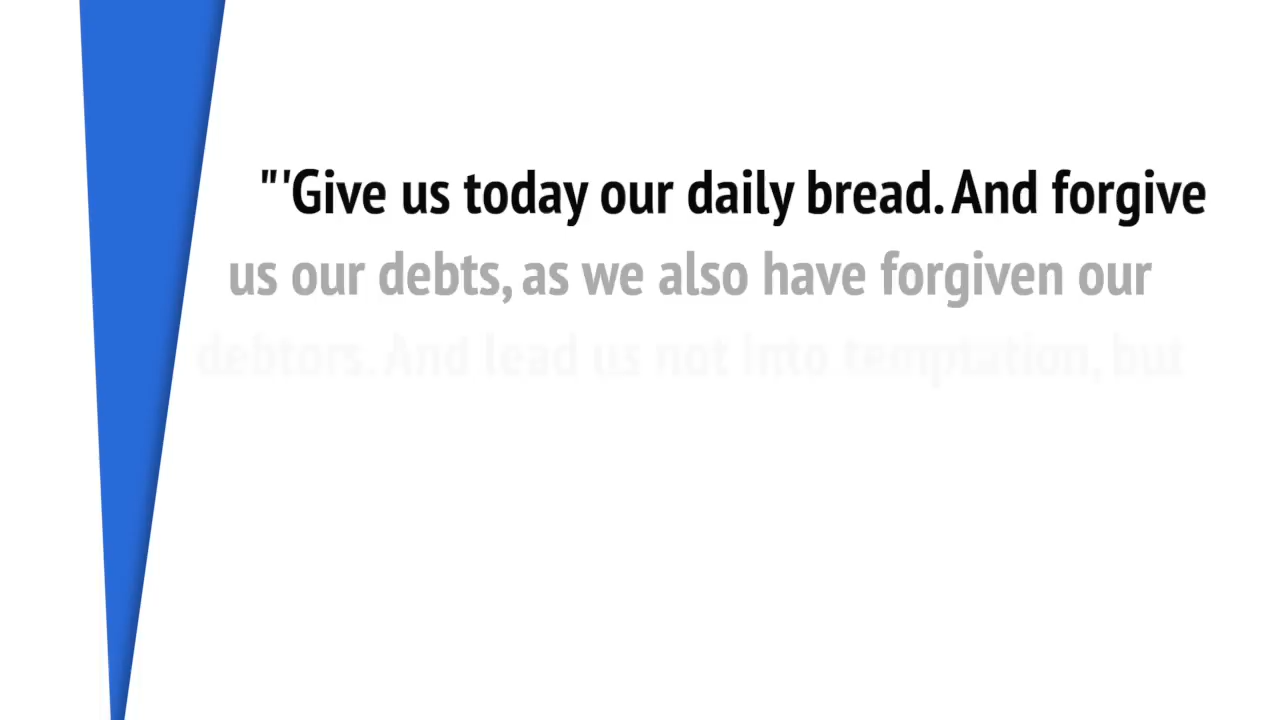 "'Give us today our daily bread. And forgive
us our debts, as we also have forgiven our
debtors. And lead us not into temptation, but